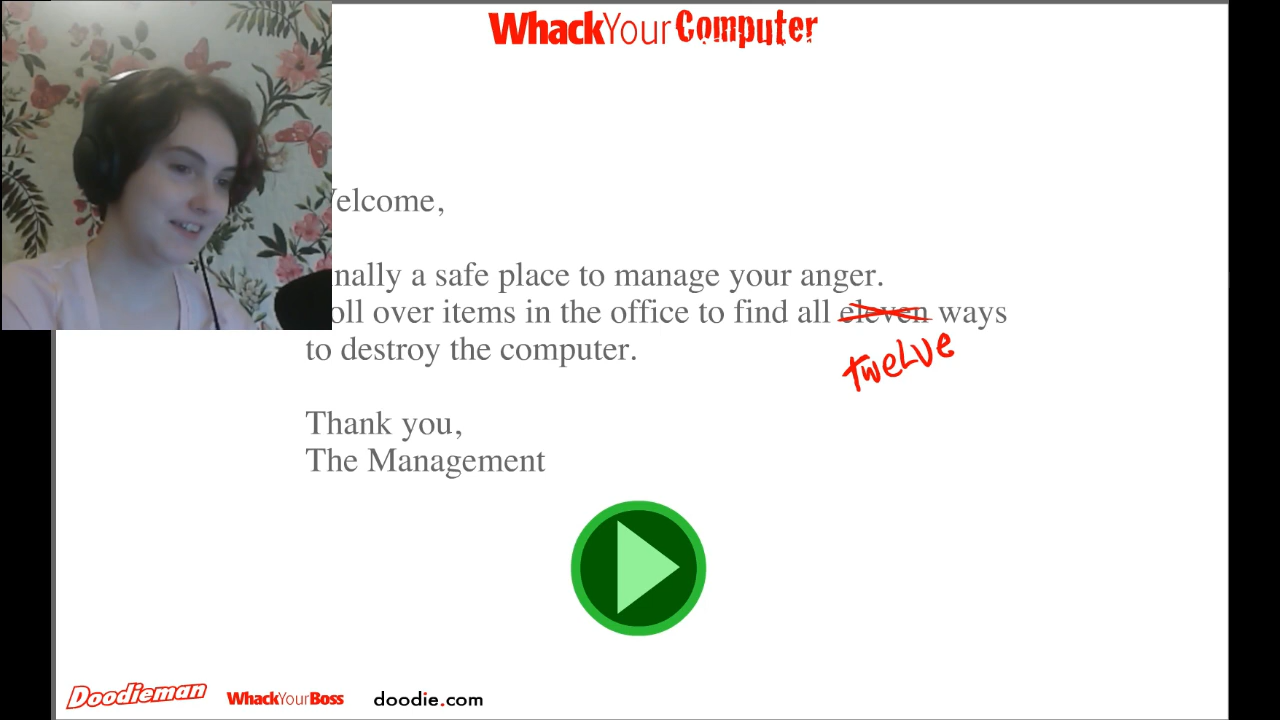 WhackYourComputer
Welcome,
nally a safe place to manage your anger.
oll over items in the office to find all eleven ways
twelve
to destroy the computer.
Thank you,
The Management
Doodieman WhackYourBoss doodie.com